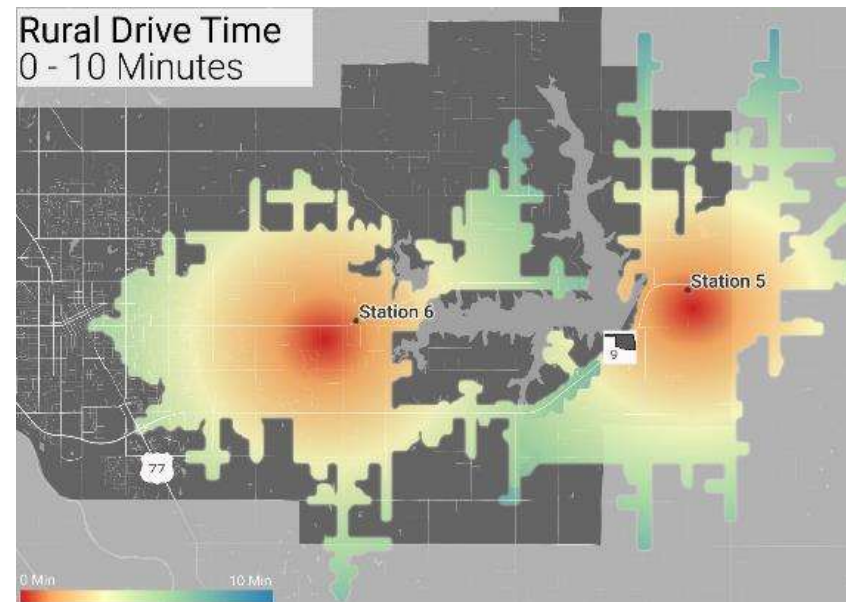 Rural Drive Time
0 - 10 Minutes
Station 5
Station 6
9
77
0 Min
10 Min